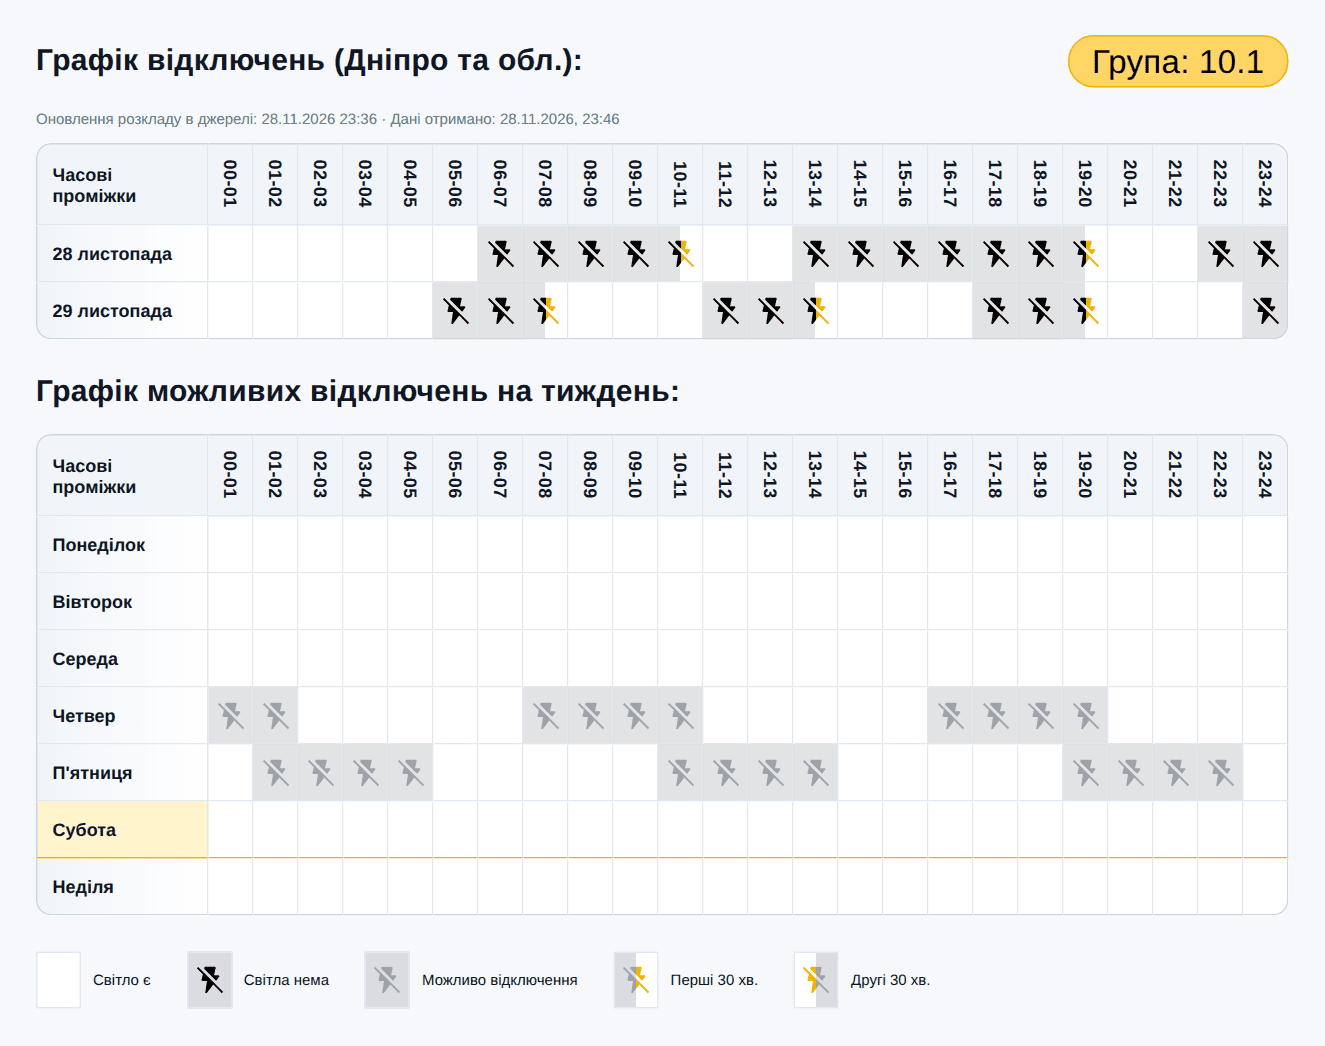 Графік відключень (Дніпро та обл.):
Група: 10.1
Оновлення розкладу в джерелі: 28.11.2026 23:36 · Дані отримано: 28.11.2026, 23:46
Часові проміжки 00-01 01-02 02-03 03-04 04-05 05-06 06-07 07-08 08-09 09-10 10-11 11-12 12-13 13-14 14-15 15-16 16-17 17-18 18-19 19-20 20-21 21-22 22-23 23-24
28 листопада
29 листопада
Графік можливих відключень на тиждень:
Часові проміжки 00-01 01-02 02-03 03-04 04-05 05-06 06-07 07-08 08-09 09-10 10-11 11-12 12-13 13-14 14-15 15-16 16-17 17-18 18-19 19-20 20-21 21-22 22-23 23-24
Понеділок
Вівторок
Середа
Четвер
П'ятниця
Субота
Неділя
Світло є Світла нема Можливо відключення Перші 30 хв. Другі 30 хв.